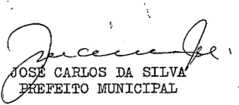 JOSÉ CARLOS DA SILVA
PREFEITO MUNICIPAL